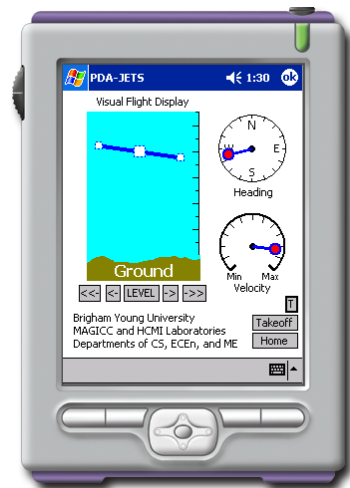 PDA-JETS 1:30 ok
Visual Flight Display
N
W E
S
Heading
Ground
Min Max
Velocity
<<- <- LEVEL -> ->>
T
Brigham Young University
MAGICC and HCMI Laboratories
Departments of CS, ECEn, and ME
Takeoff
Home